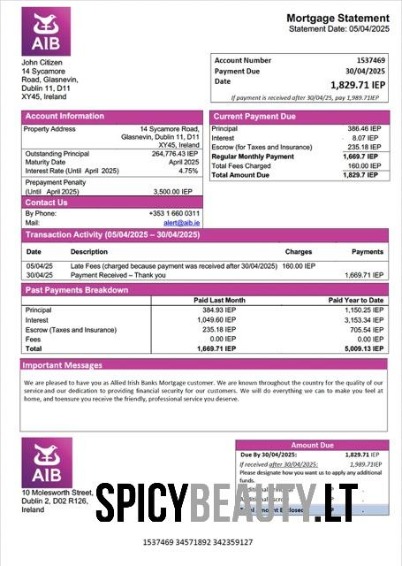 AIB
Mortgage Statement
Statement Date: 05/04/2025
John Citizen
14 Sycamore
Road, Glasnevin,
Dublin 11, D11
XY45, Ireland
Account Number 1537469
Payment Due 30/04/2025
Date
1,829.71 IEP
If payment is received after 30/04/25, pay 1,989.71IEP
Account Information
Property Address 14 Sycamore Road,
Glasnevin, Dublin 11, D11
XY45, Ireland
Outstanding Principal 264,776.43 IEP
Maturity Date April 2025
Interest Rate (Until April 2025) 4.75%
Prepayment Penalty
(Until April 2025) 3,500.00 IEP
Contact Us
By Phone: +353 1 660 0311
Mail: alert@aib.ie
Current Payment Due
Principal 386.46 IEP
Interest 8.07 IEP
Escrow (for Taxes and Insurance) 235.18 IEP
Regular Monthly Payment 1,669.7 IEP
Total Fees Charged 160.00 IEP
Total Amount Due 1,829.7 IEP
Transaction Activity (05/04/2025 – 30/04/2025)
Date Description Charges Payments
05/04/25 Late Fees (charged because payment was received after 30/04/2025) 160.00 IEP
30/04/25 Payment Received – Thank you 1,669.71 IEP
Past Payments Breakdown
Paid Last Month Paid Year to Date
Principal 384.93 IEP 1,150.25 IEP
Interest 1,049.60 IEP 3,153.34 IEP
Escrow (Taxes and Insurance) 235.18 IEP 705.54 IEP
Fees 0.00 IEP 0.00 IEP
Total 1,669.71 IEP 5,009.13 IEP
Important Messages
We are pleased to have you as Allied Irish Banks Mortgage customer. We are known throughout the country for the quality of our
service and our dedication to providing financial security for our customers. We will do everything we can to make you feel at
home, and toensure you receive the friendly, professional service you deserve.
AIB
10 Molesworth Street,
Dublin 2, D02 R126,
Ireland
Amount Due
Due By 30/04/2025: 1,829.71 IEP
If received after 30/04/2025: 1,989.71IEP
Please designate how you want us to apply any additional
funds.
SPICYBEAUTY.LT
1537469 34571892 342359127